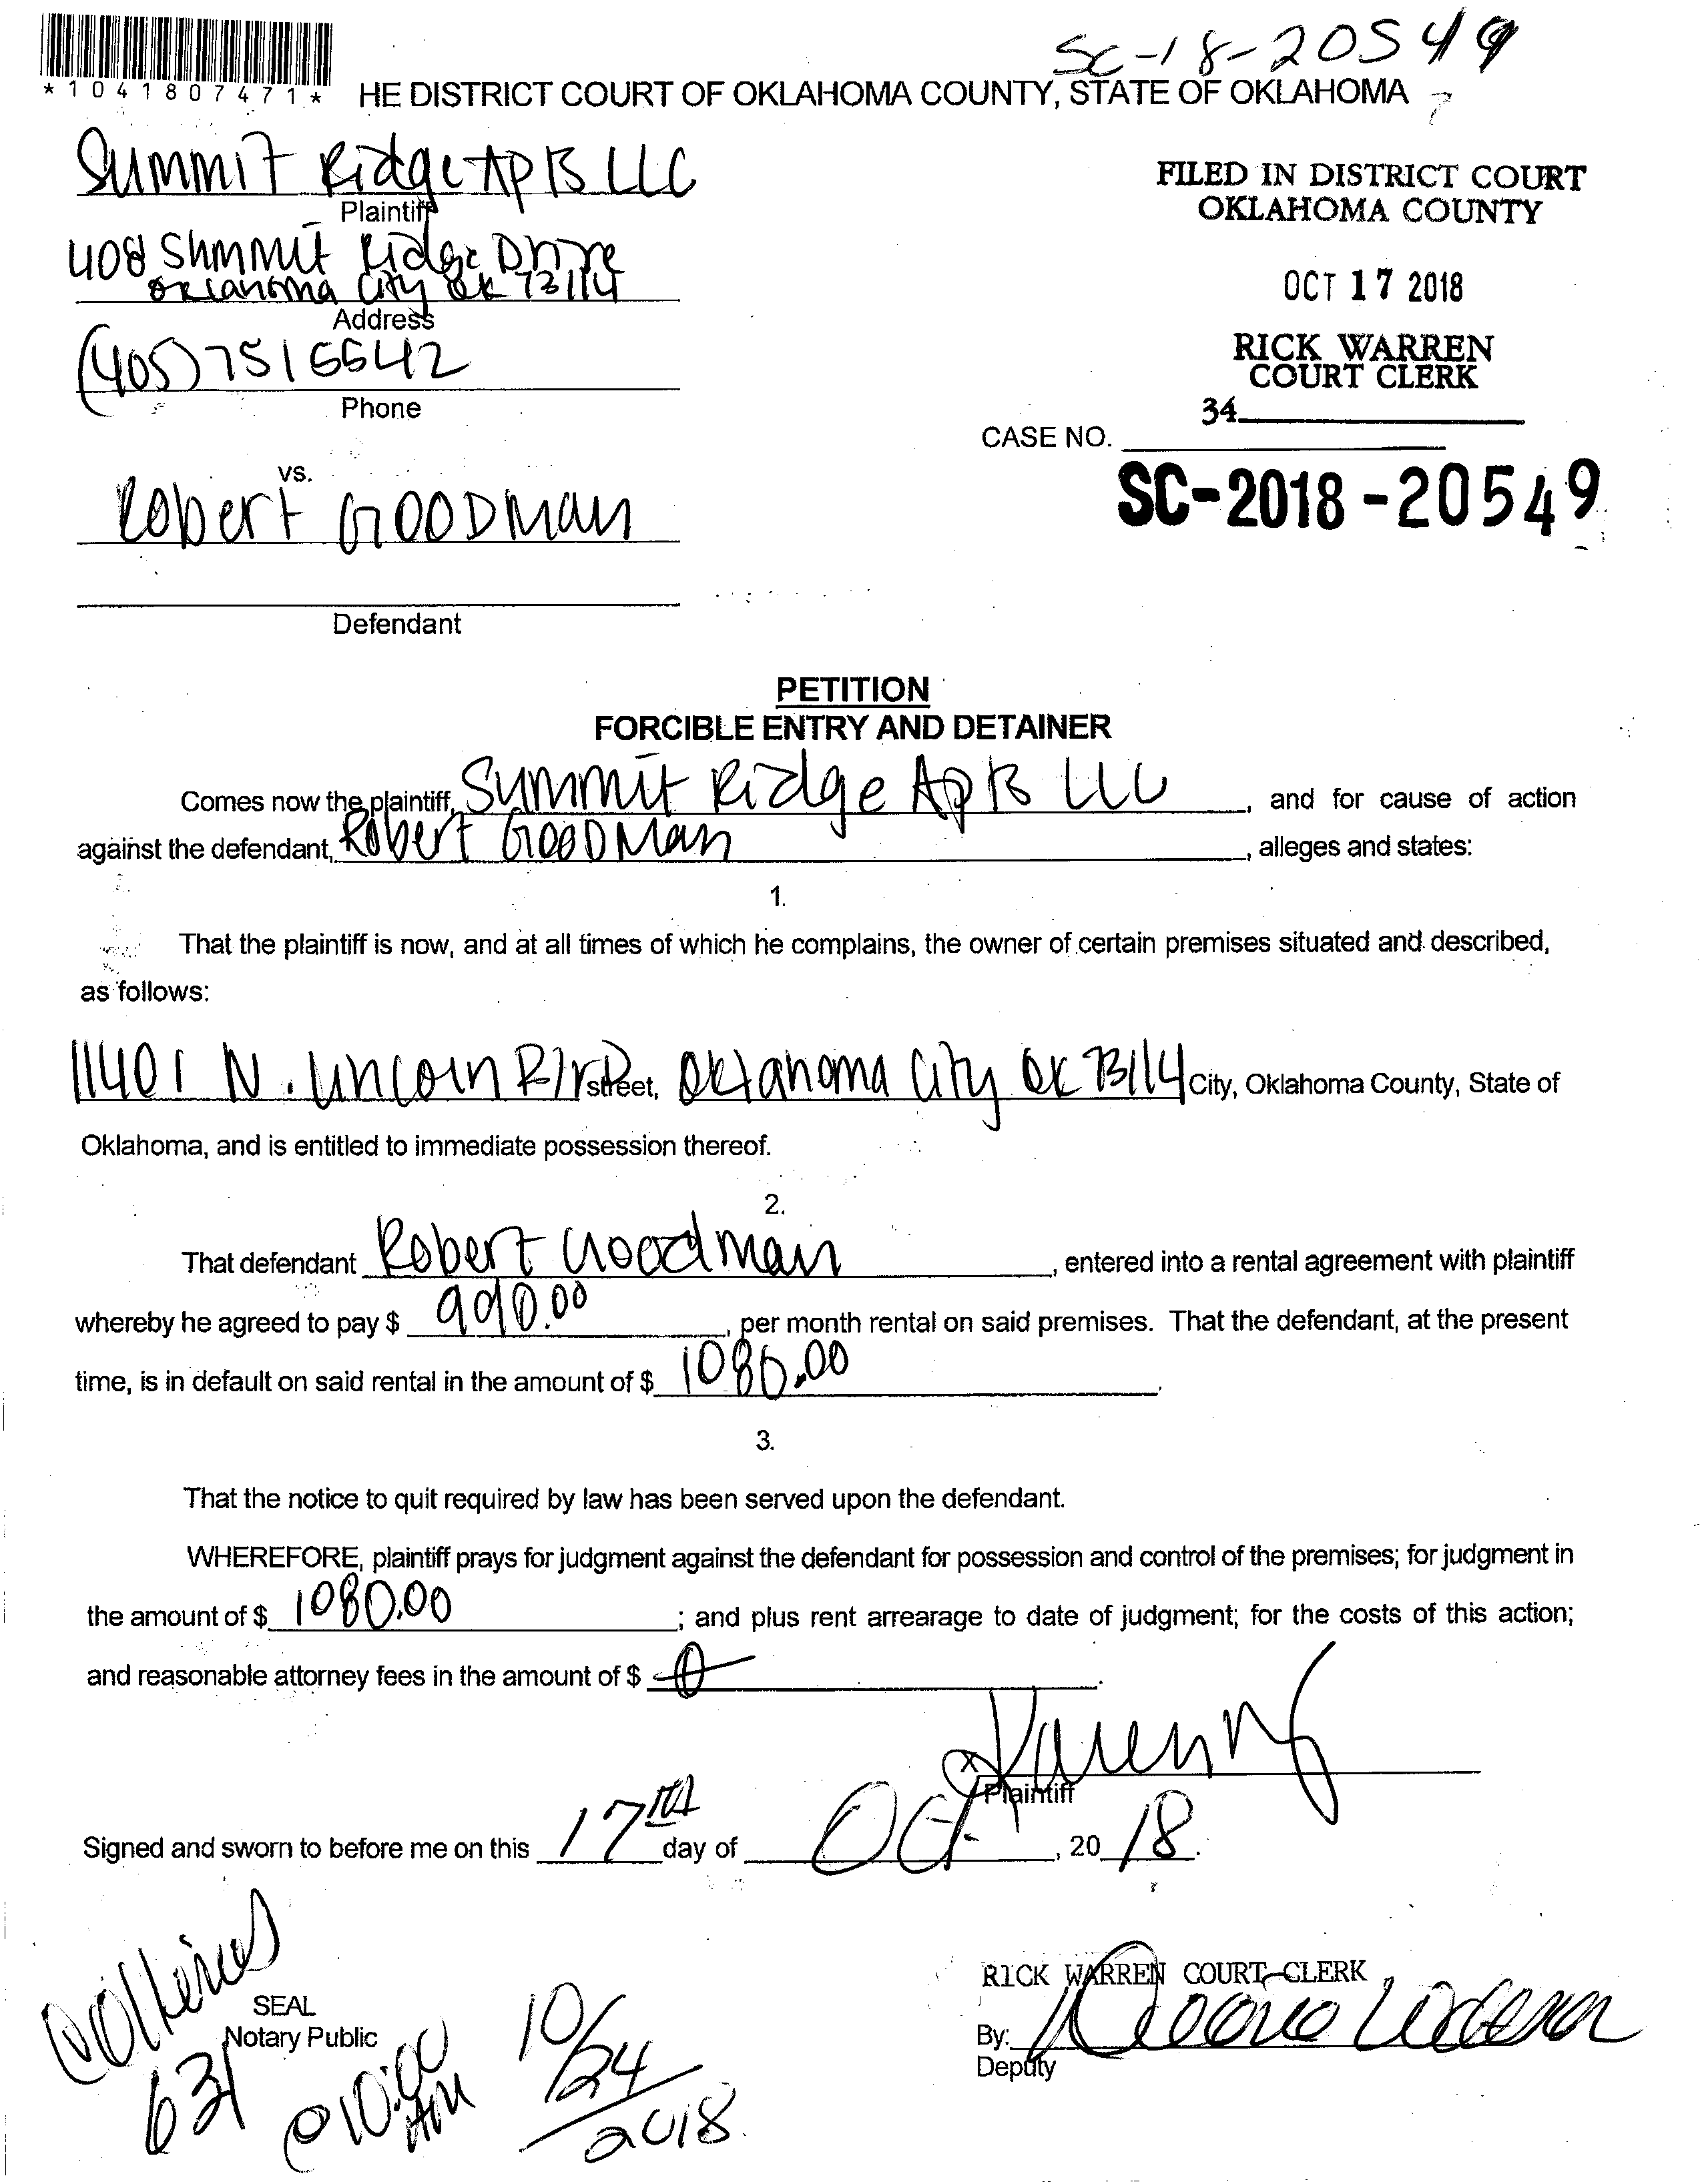 SC-18-20549
*1041807471*
HE DISTRICT COURT OF OKLAHOMA COUNTY, STATE OF OKLAHOMA
Summit Ridge Apts LLC
Plaintiff
FILED IN DISTRICT COURT
OKLAHOMA COUNTY
408 Summit Ridge Drive
Oklahoma City OK 73114
Address
OCT 17 2018
(405) 7515542
Phone
RICK WARREN
COURT CLERK
34
CASE NO.
SC-2018-20549
vs.
Robert GOODman
Defendant
PETITION
FORCIBLE ENTRY AND DETAINER
Comes now the plaintiff, Summit Ridge Apts LLC, and for cause of action
against the defendant, Robert GOODMan, alleges and states:
1.
That the plaintiff is now, and at all times of which he complains, the owner of certain premises situated and described,
as follows:
11401 N. Lincoln Blvd street, Oklahoma City OK 73114 City, Oklahoma County, State of
Oklahoma, and is entitled to immediate possession thereof.
2.
That defendant Robert Goodman, entered into a rental agreement with plaintiff
whereby he agreed to pay $ 990.00, per month rental on said premises. That the defendant, at the present
time, is in default on said rental in the amount of $ 1080.00.
3.
That the notice to quit required by law has been served upon the defendant.
WHEREFORE, plaintiff prays for judgment against the defendant for possession and control of the premises; for judgment in
the amount of $ 1080.00; and plus rent arrearage to date of judgment; for the costs of this action;
and reasonable attorney fees in the amount of $ 0.
X Karen
Plaintiff
Signed and sworn to before me on this 17th day of Oct., 2018.
Collerius
SEAL
Notary Public
631
@10:00 AM
10/24/2018
RICK WARREN COURT CLERK
By:
Deputy